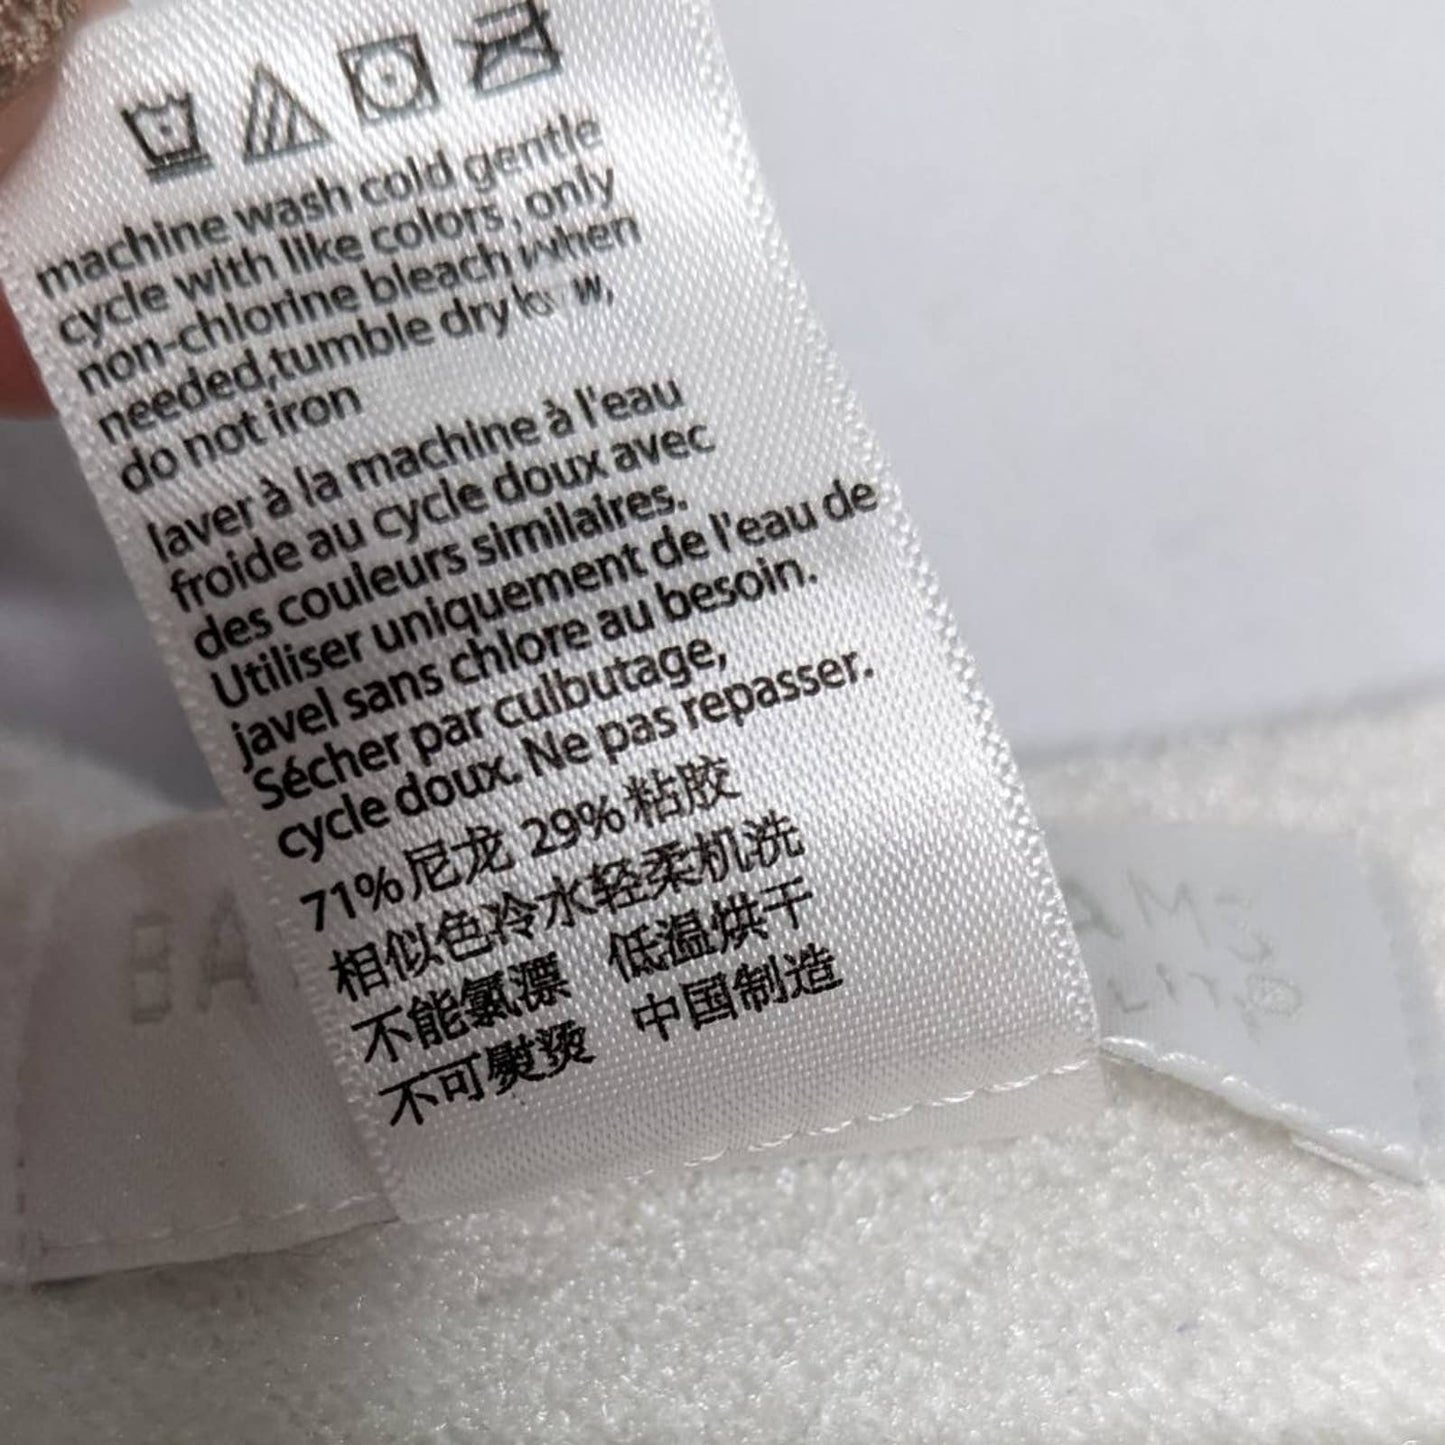 machine wash cold gentle
cycle with like colors, only
non-chlorine bleach when
needed,tumble dry low,
do not iron
laver à la machine à l'eau
froide au cycle doux avec
des couleurs similaires.
Utiliser uniquement de l'eau de
javel sans chlore au besoin.
Sécher par culbutage,
cycle doux. Ne pas repasser.
71%尼龙 29%粘胶
相似色冷水轻柔机洗
不能氯漂 低温烘干
不可熨烫 中国制造